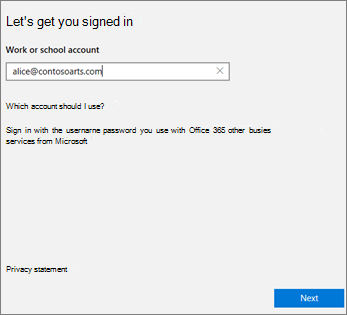 Let's get you signed in
Work or school account
alice@contosoarts.com
Which account should I use?
Sign in with the username password you use with Office 365 other busies
services from Microsoft
Privacy statement
Next